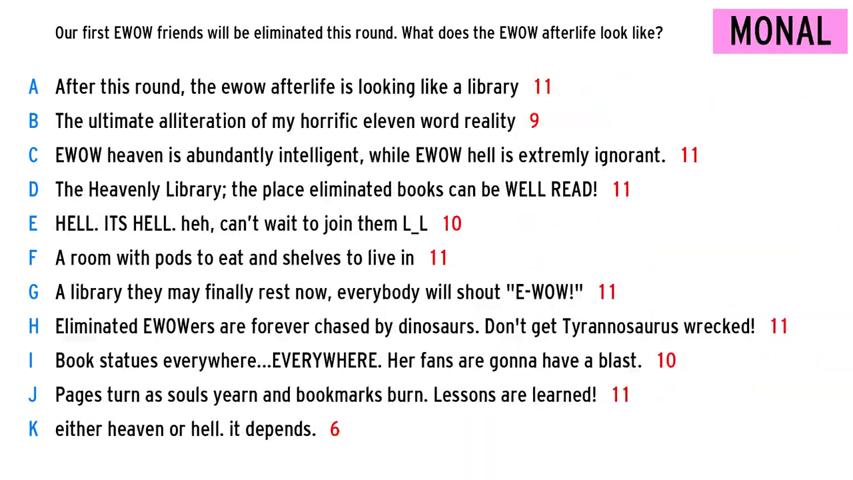 Our first EWOW friends will be eliminated this round. What does the EWOW afterlife look like?
MONAL
A After this round, the ewow afterlife is looking like a library 11
B The ultimate alliteration of my horrific eleven word reality 9
C EWOW heaven is abundantly intelligent, while EWOW hell is extremly ignorant. 11
D The Heavenly Library; the place eliminated books can be WELL READ! 11
E HELL. ITS HELL. heh, can't wait to join them L_L 10
F A room with pods to eat and shelves to live in 11
G A library they may finally rest now, everybody will shout "E-WOW!" 11
H Eliminated EWOWers are forever chased by dinosaurs. Don't get Tyrannosaurus wrecked! 11
I Book statues everywhere...EVERYWHERE. Her fans are gonna have a blast. 10
J Pages turn as souls yearn and bookmarks burn. Lessons are learned! 11
K either heaven or hell. it depends. 6